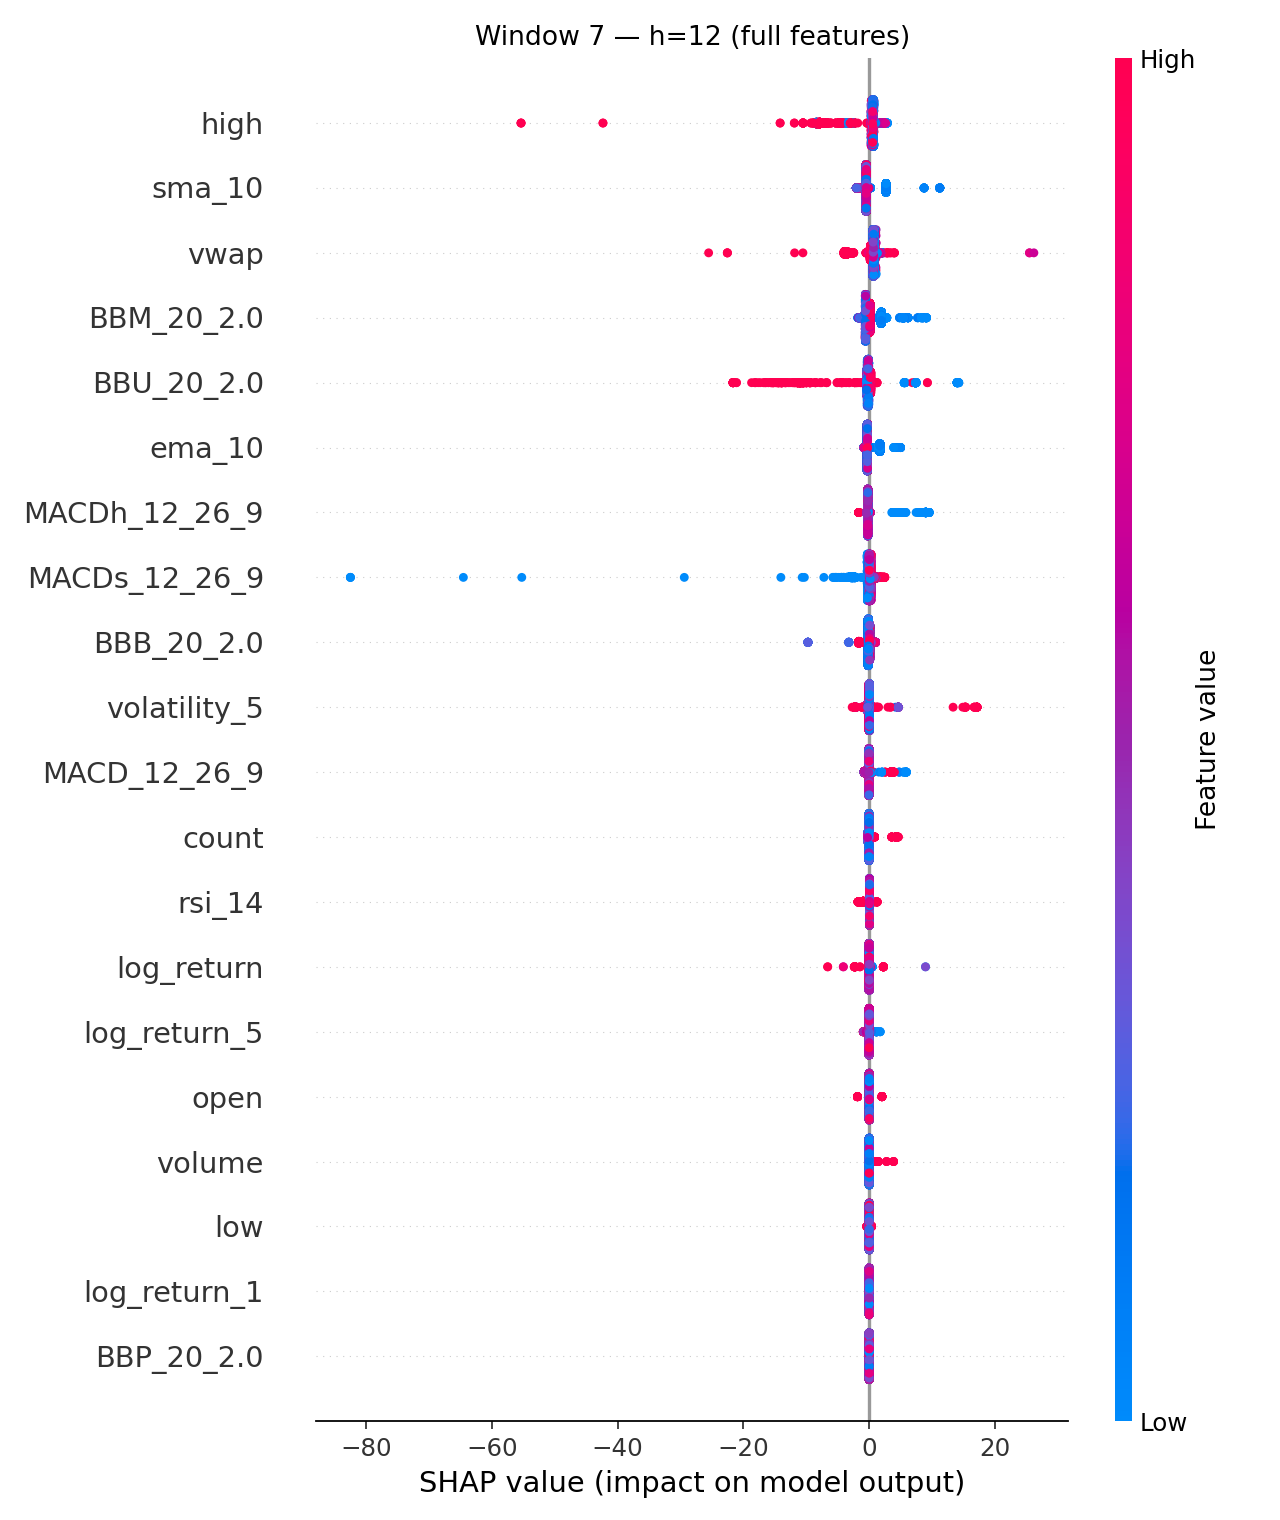 Window 7 — h=12 (full features)
High
high
sma_10
vwap
BBM_20_2.0
BBU_20_2.0
ema_10
MACDh_12_26_9
MACDs_12_26_9
BBB_20_2.0
volatility_5
MACD_12_26_9
count
rsi_14
log_return
log_return_5
open
volume
low
log_return_1
BBP_20_2.0
Feature value
Low
−80 −60 −40 −20 0 20
SHAP value (impact on model output)